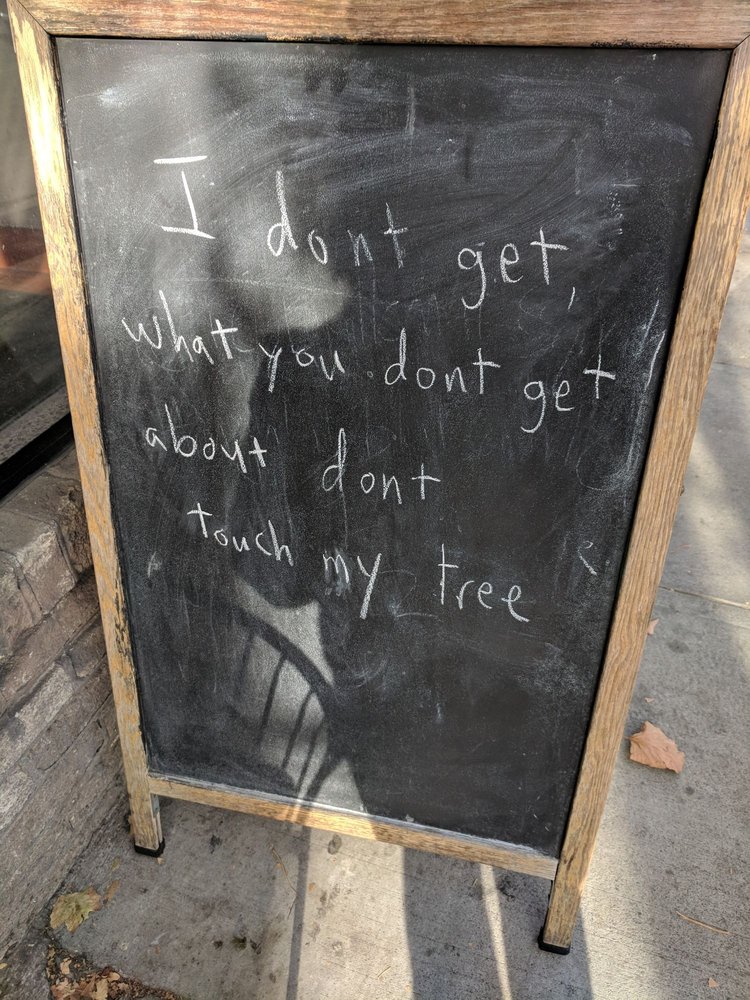 I dont get,
what you dont get
about dont
touch my tree